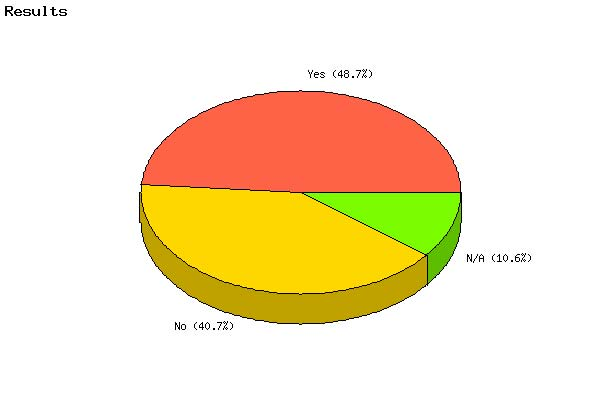 Results
Yes (48.7%)
N/A (10.6%)
No (40.7%)